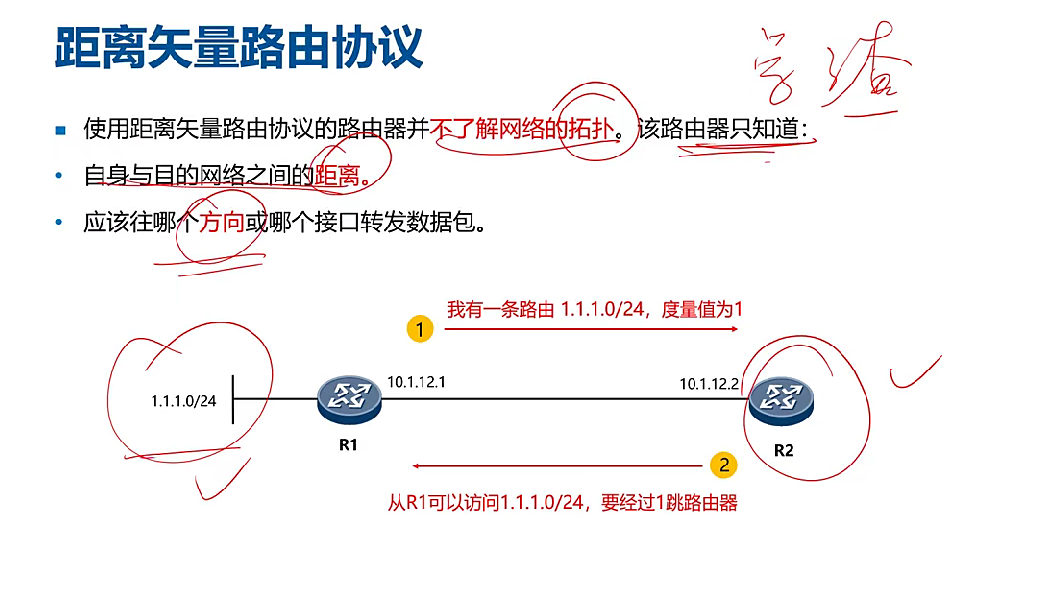 距离矢量路由协议
使用距离矢量路由协议的路由器并不了解网络的拓扑。该路由器只知道：
自身与目的网络之间的距离。
应该往哪个方向或哪个接口转发数据包。
我有一条路由 1.1.1.0/24，度量值为1
1
1.1.1.0/24
10.1.12.1
10.1.12.2
R1
R2
2
从R1可以访问1.1.1.0/24，要经过1跳路由器